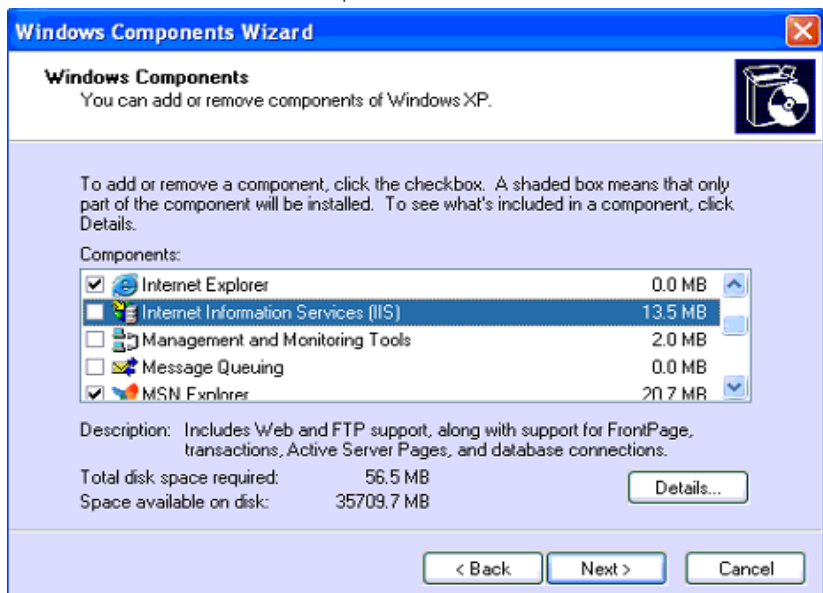 Windows Components Wizard
Windows Components
You can add or remove components of Windows XP.
To add or remove a component, click the checkbox. A shaded box means that only
part of the component will be installed. To see what's included in a component, click
Details.
Components:
Internet Explorer 0.0 MB
Internet Information Services (IIS) 13.5 MB
Management and Monitoring Tools 2.0 MB
Message Queuing 0.0 MB
MSN Explorer 20.7 MB
Description: Includes Web and FTP support, along with support for FrontPage,
transactions, Active Server Pages, and database connections.
Total disk space required: 56.5 MB
Space available on disk: 35709.7 MB
Details...
< Back Next > Cancel